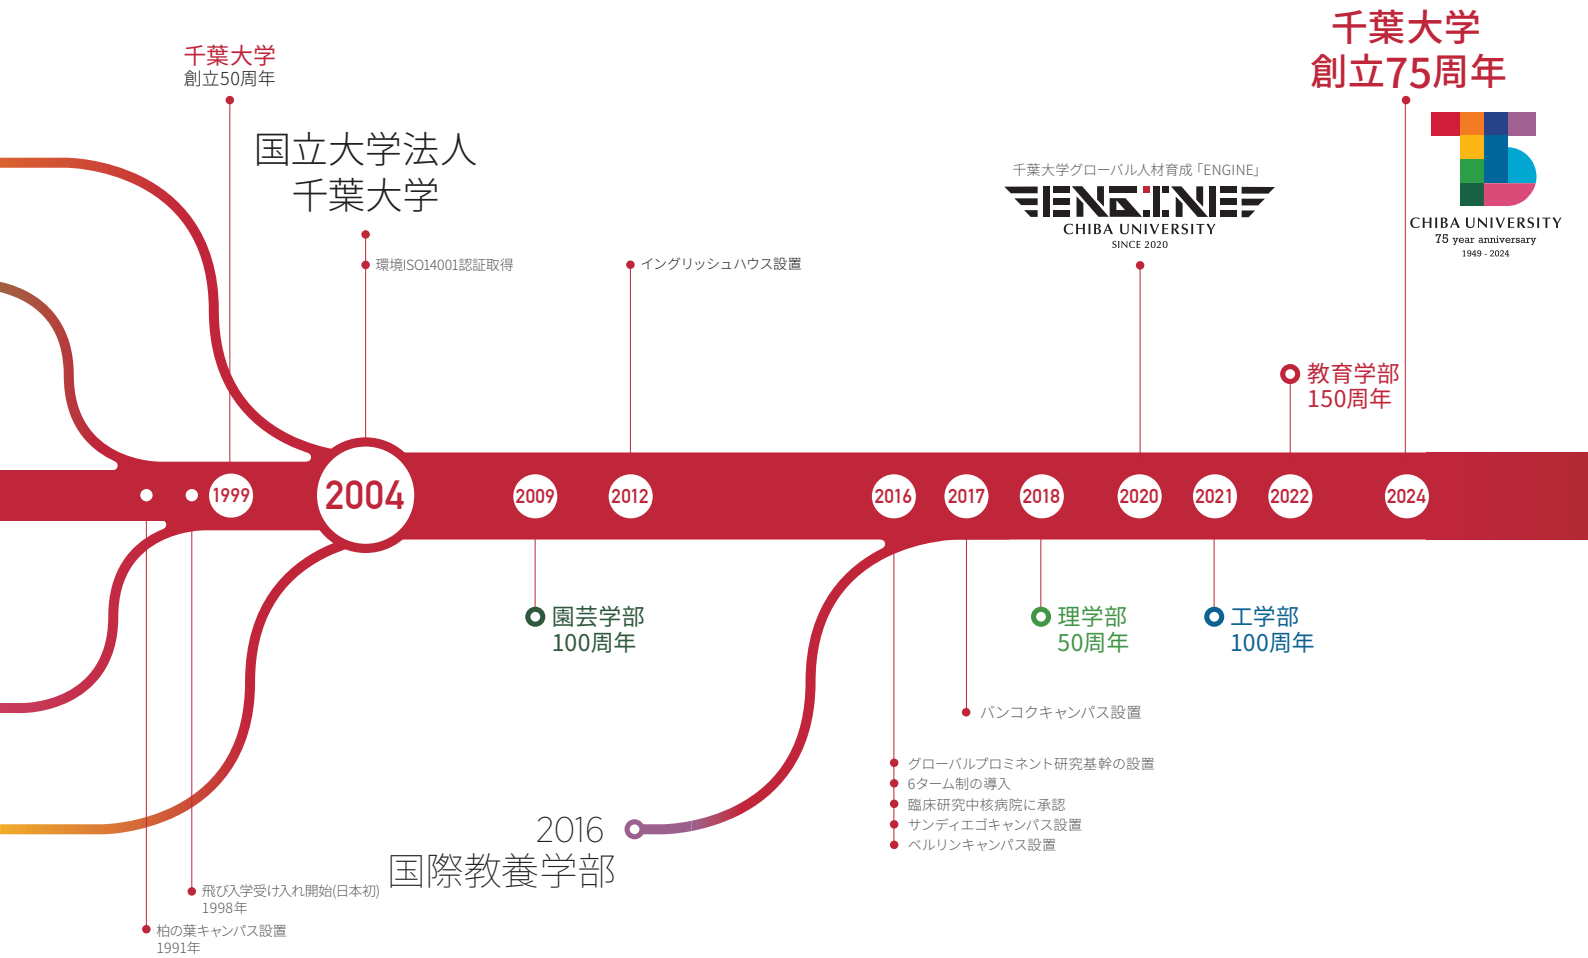 千葉大学
創立50周年
国立大学法人
千葉大学
環境ISO14001認証取得
イングリッシュハウス設置
千葉大学グローバル人材育成「ENGINE」
ENGINE
CHIBA UNIVERSITY
SINCE 2020
千葉大学
創立75周年
75
CHIBA UNIVERSITY
75 year anniversary
1949 - 2024
教育学部
150周年
1999
2004
2009
2012
2016
2017
2018
2020
2021
2022
2024
園芸学部
100周年
理学部
50周年
工学部
100周年
バンコクキャンパス設置
グローバルプロミネント研究基幹の設置
6ターム制の導入
臨床研究中核病院に承認
サンディエゴキャンパス設置
ベルリンキャンパス設置
2016
国際教養学部
飛び入学受け入れ開始(日本初)
1998年
柏の葉キャンパス設置
1991年